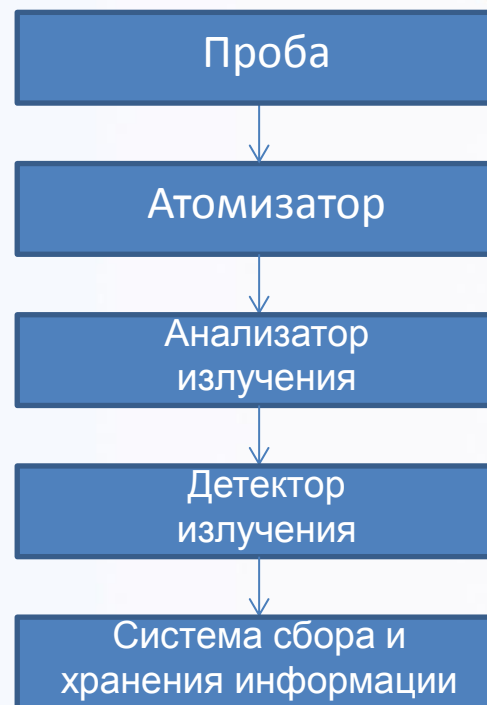 Проба
Атомизатор
Анализатор
излучения
Детектор
излучения
Система сбора и
хранения информации